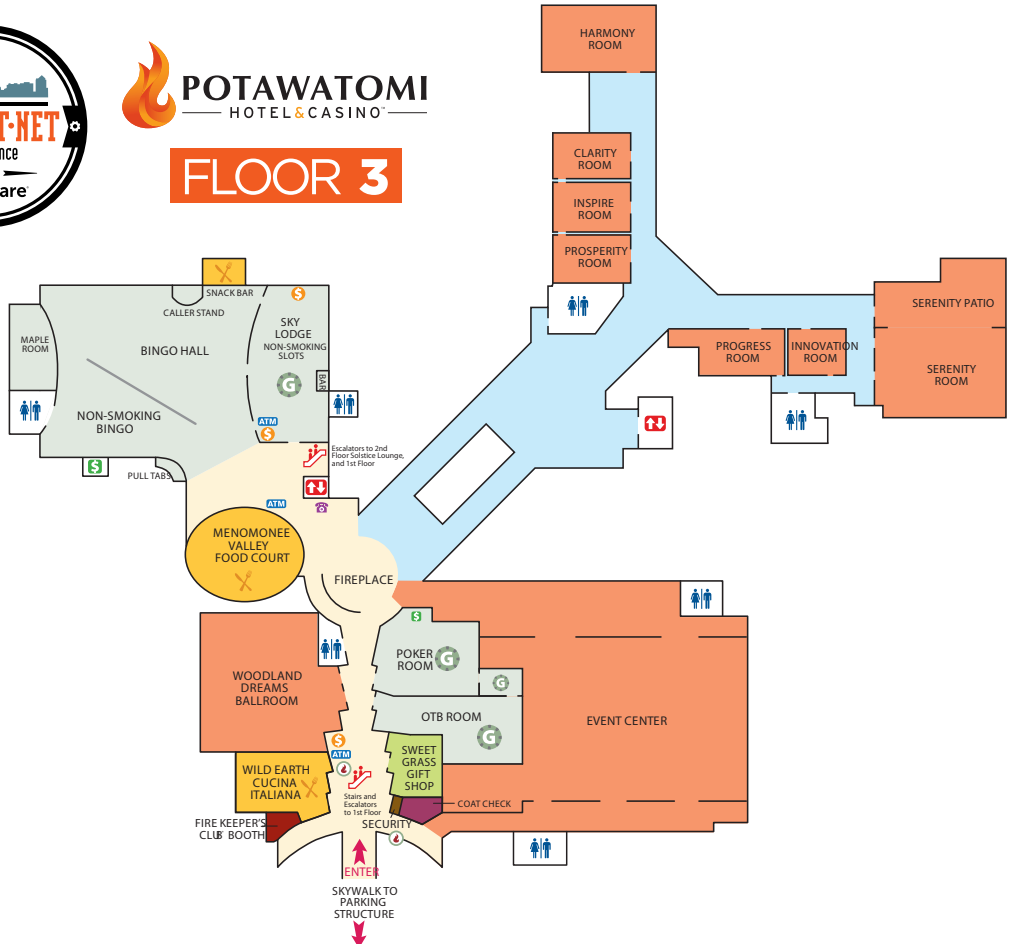 T·NET
nce
are
POTAWATOMI
HOTEL & CASINO™
FLOOR 3
HARMONY
ROOM
CLARITY
ROOM
INSPIRE
ROOM
PROSPERITY
ROOM
SERENITY PATIO
SERENITY
ROOM
PROGRESS
ROOM
INNOVATION
ROOM
SNACK BAR
CALLER STAND
$
SKY
LODGE
NON-SMOKING
SLOTS
G
BAR
MAPLE
ROOM
BINGO HALL
NON-SMOKING
BINGO
ATM
$
$
PULL TABS
Escalators to 2nd
Floor Solstice Lounge,
and 1st Floor
ATM
MENOMONEE
VALLEY
FOOD COURT
FIREPLACE
$
POKER
ROOM
G
G
WOODLAND
DREAMS
BALLROOM
OTB ROOM
G
EVENT CENTER
$
ATM
SWEET
GRASS
GIFT
SHOP
WILD EARTH
CUCINA
ITALIANA
Stairs and
Escalators
to 1st Floor
COAT CHECK
SECURITY
FIRE KEEPER'S
CLUB BOOTH
ENTER
SKYWALK TO
PARKING
STRUCTURE